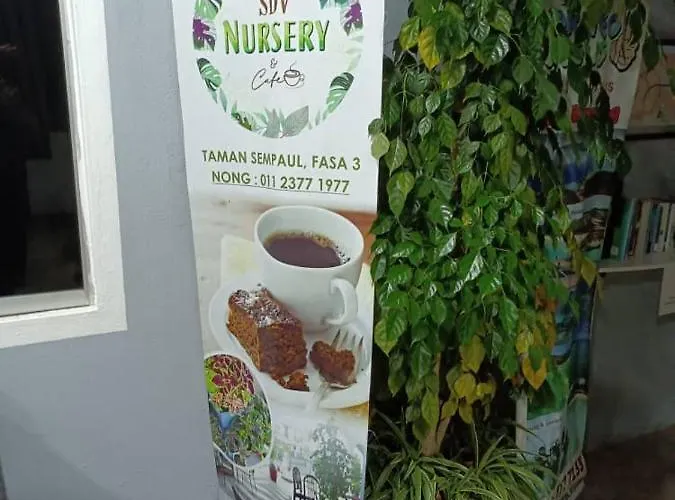 SDV
NURSERY
&
Cafe
TAMAN SEMPAUL, FASA 3
NONG : 011 2377 1977